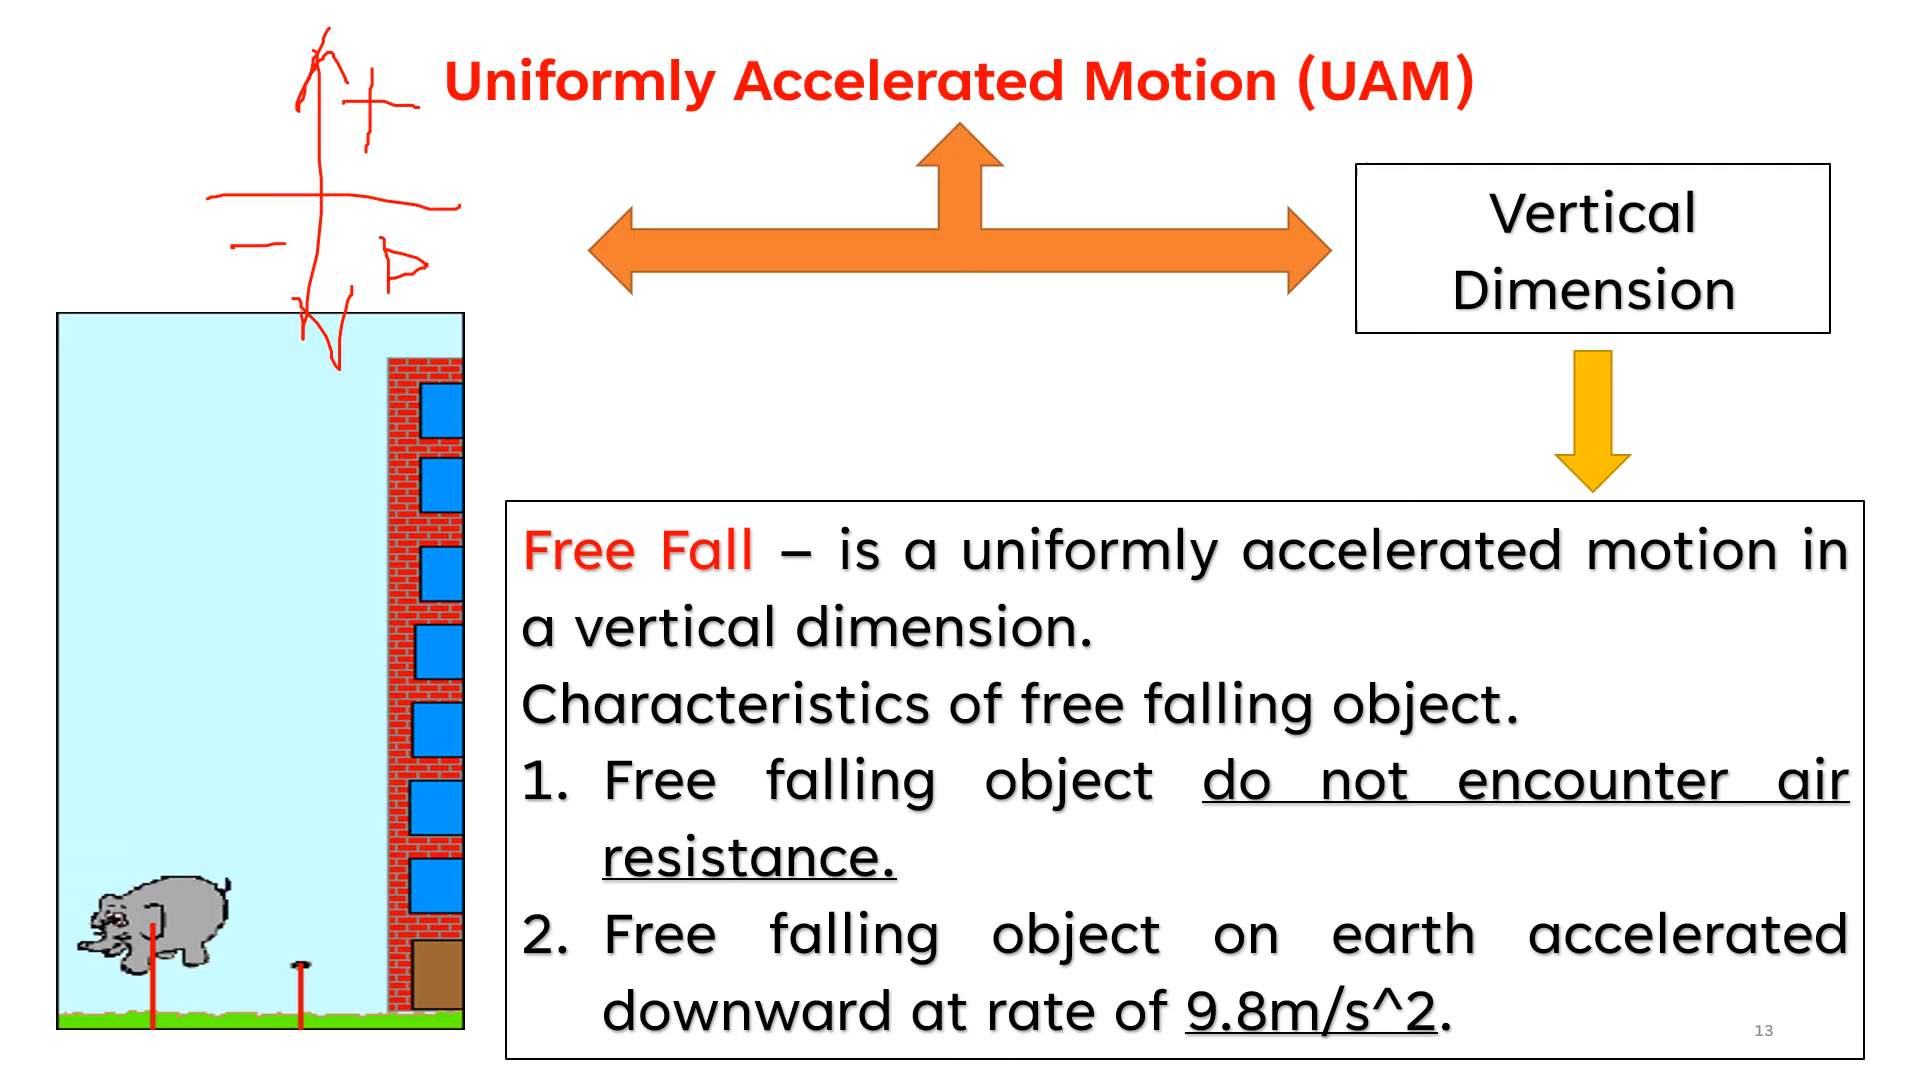 Uniformly Accelerated Motion (UAM)
+
–
D
Vertical
Dimension
Free Fall – is a uniformly accelerated motion in
a vertical dimension.
Characteristics of free falling object.
1. Free falling object do not encounter air
resistance.
2. Free falling object on earth accelerated
downward at rate of 9.8m/s^2.
13